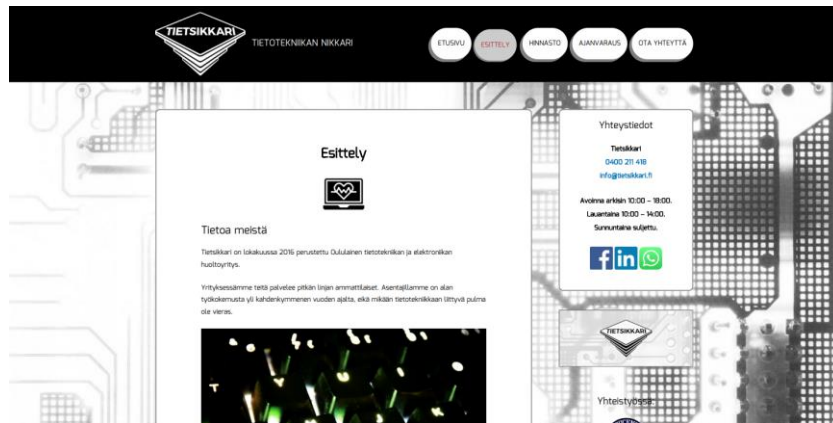 TIETSIKKARI
TIETOTEKNIIKAN NIKKARI
ETUSIVU
ESITTELY
HINNASTO
AJANVARAUS
OTA YHTEYTTÄ
Esittely
Tietoa meistä
Tietsikkari on lokakuussa 2016 perustettu Oululainen tietotekniikan ja elektroniikan
huoltoyritys.
Yrityksessämme teitä palvelee pitkän linjan ammattilaiset. Asentajillamme on alan
työkokemusta yli kahdenkymmenen vuoden ajalta, eikä mikään tietotekniikkaan liittyvä pulma
ole vieras.
T Y U
Yhteystiedot
Tietsikkari
0400 211 418
info@tietsikkari.fi
Avoinna arkisin 10:00 – 18:00.
Lauantaina 10:00 – 14:00.
Sunnuntaina suljettu.
f in
TIETSIKKARI
Yhteistyössä: